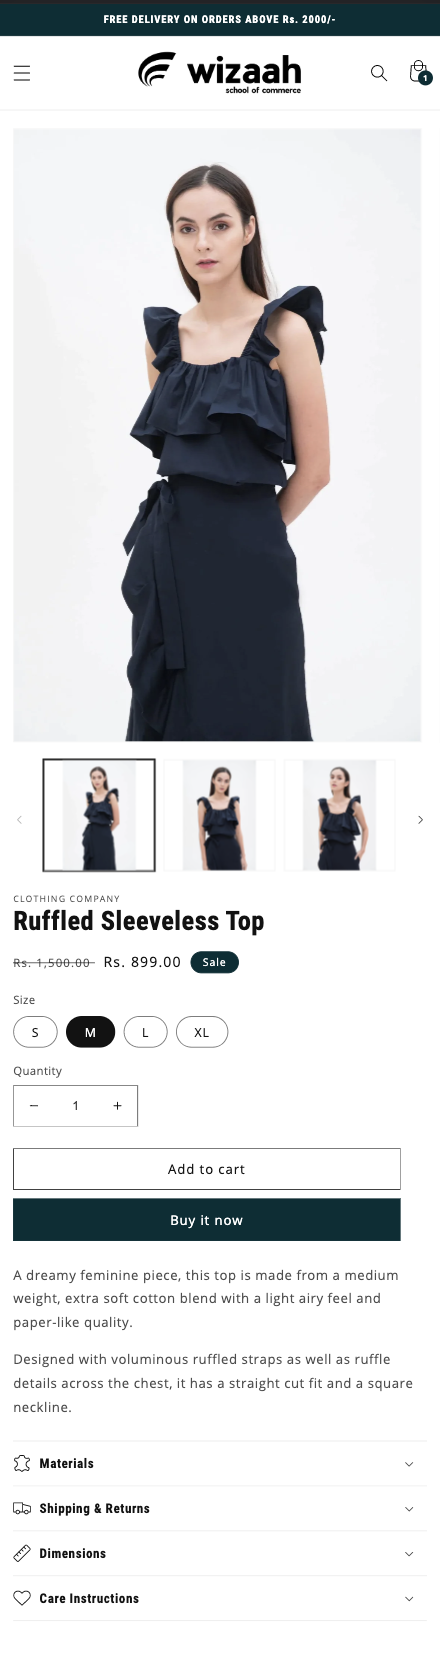 FREE DELIVERY ON ORDERS ABOVE Rs. 2000/-
wizaah
school of commerce
1
CLOTHING COMPANY
Ruffled Sleeveless Top
Rs. 1,500.00 Rs. 899.00 Sale
Size
S M L XL
Quantity
− 1 +
Add to cart
Buy it now
A dreamy feminine piece, this top is made from a medium
weight, extra soft cotton blend with a light airy feel and
paper-like quality.
Designed with voluminous ruffled straps as well as ruffle
details across the chest, it has a straight cut fit and a square
neckline.
Materials
Shipping & Returns
Dimensions
Care Instructions